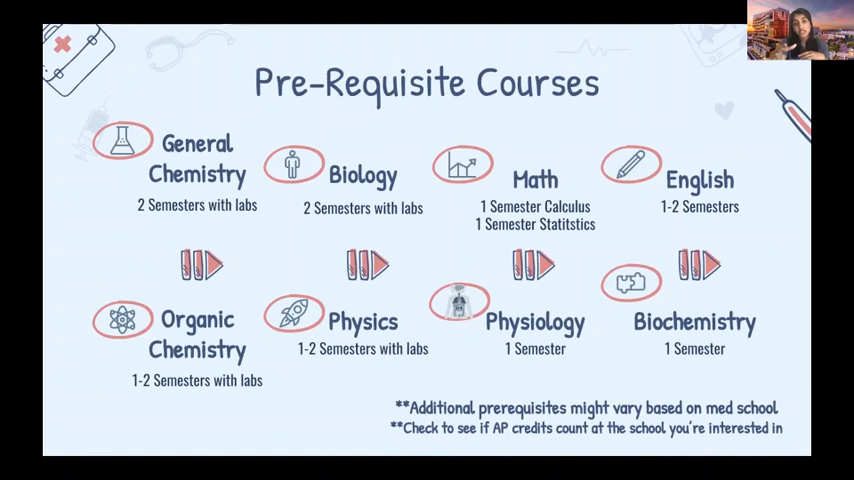 Pre-Requisite Courses
General
Chemistry
2 Semesters with labs
Biology
2 Semesters with labs
Math
1 Semester Calculus
1 Semester Statitstics
English
1-2 Semesters
Organic
Chemistry
1-2 Semesters with labs
Physics
1-2 Semesters with labs
Physiology
1 Semester
Biochemistry
1 Semester
**Additional prerequisites might vary based on med school
**Check to see if AP credits count at the school you're interested in